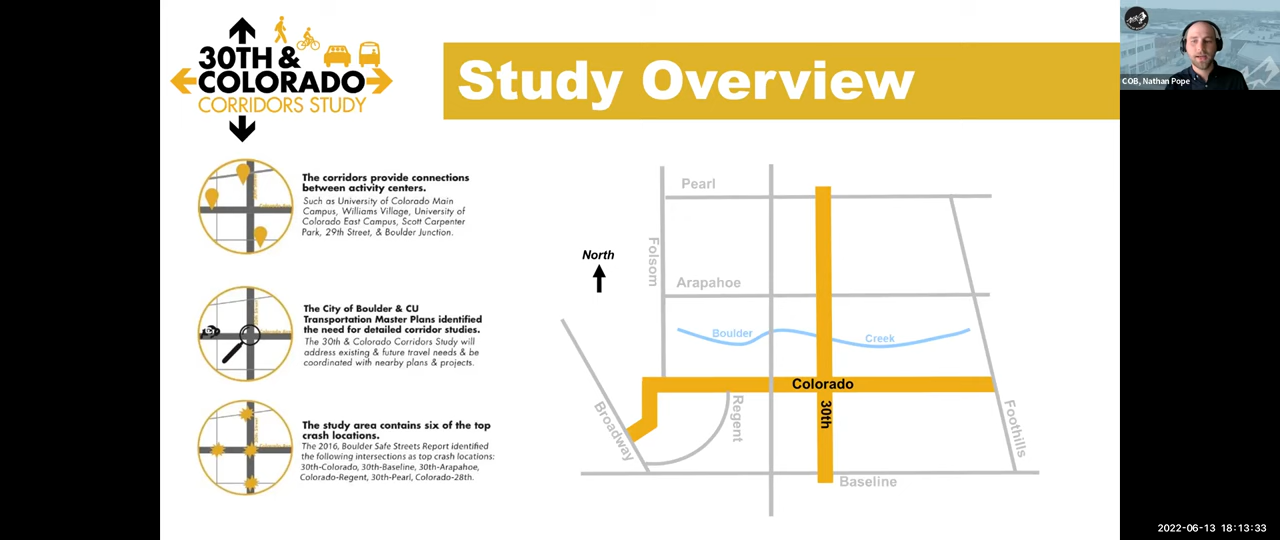 30TH &
COLORADO
CORRIDORS STUDY
Study Overview
COB, Nathan Pope
The corridors provide connections
between activity centers.
Such as University of Colorado Main
Campus, Williams Village, University of
Colorado East Campus, Scott Carpenter
Park, 29th Street, & Boulder Junction.
The City of Boulder & CU
Transportation Master Plans identified
the need for detailed corridor studies.
The 30th & Colorado Corridors Study will
address existing & future travel needs & be
coordinated with nearby plans & projects.
The study area contains six of the top
crash locations.
The 2016, Boulder Safe Streets Report identified
the following intersections as top crash locations:
30th-Colorado, 30th-Baseline, 30th-Arapahoe,
Colorado-Regent, 30th-Pearl, Colorado-28th.
North
Pearl
Folsom
Arapahoe
Boulder
Creek
Colorado
30th
Regent
Broadway
Foothills
Baseline
2022-06-13 18:13:33